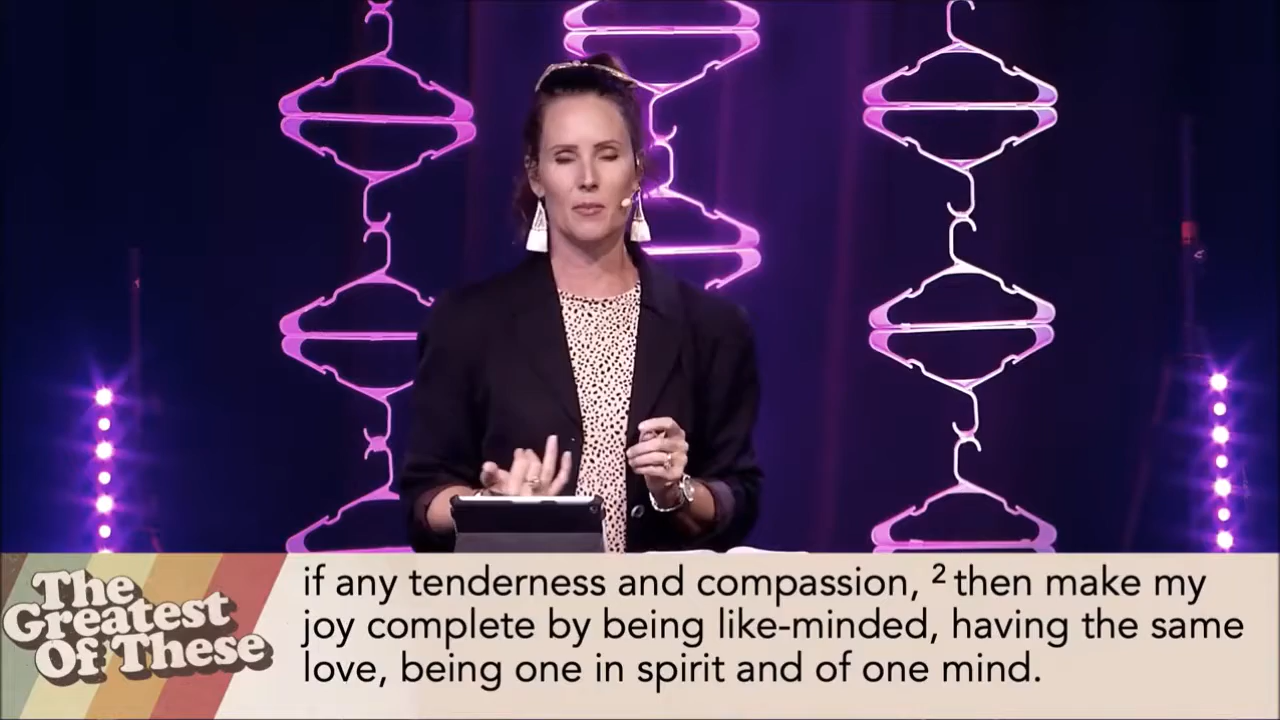 The
Greatest
Of These
if any tenderness and compassion, ² then make my
joy complete by being like-minded, having the same
love, being one in spirit and of one mind.